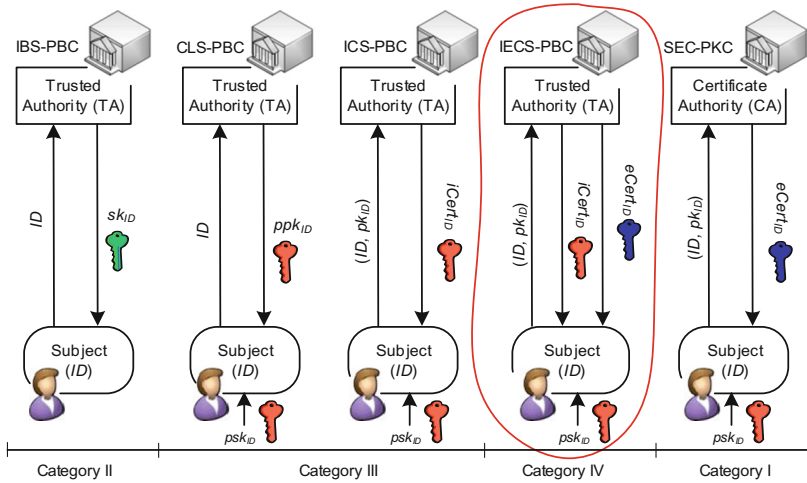 IBS-PBC
Trusted
Authority (TA)
ID
sk_ID
Subject
(ID)
CLS-PBC
Trusted
Authority (TA)
ID
ppk_ID
Subject
(ID)
psk_ID
ICS-PBC
Trusted
Authority (TA)
(ID, pk_ID)
iCert_ID
Subject
(ID)
psk_ID
IECS-PBC
Trusted
Authority (TA)
(ID, pk_ID)
iCert_ID
eCert_ID
Subject
(ID)
psk_ID
SEC-PKC
Certificate
Authority (CA)
(ID, pk_ID)
eCert_ID
Subject
(ID)
psk_ID
Category II
Category III
Category IV
Category I